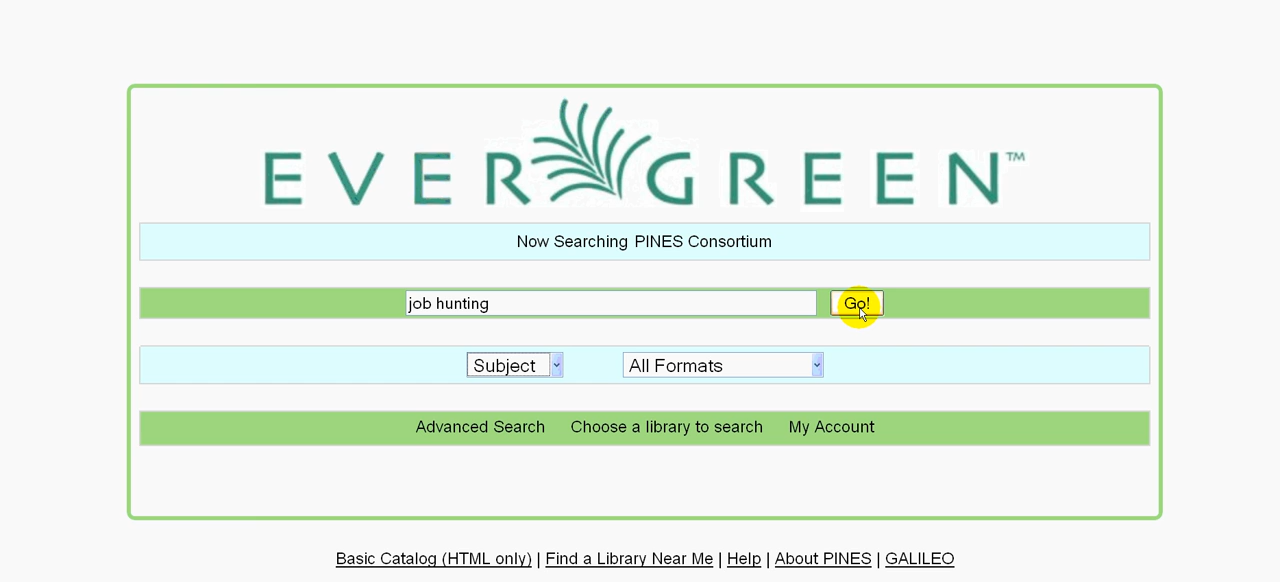 EVERGREEN™
Now Searching PINES Consortium
job hunting Go!
Subject All Formats
Advanced Search Choose a library to search My Account
Basic Catalog (HTML only) | Find a Library Near Me | Help | About PINES | GALILEO